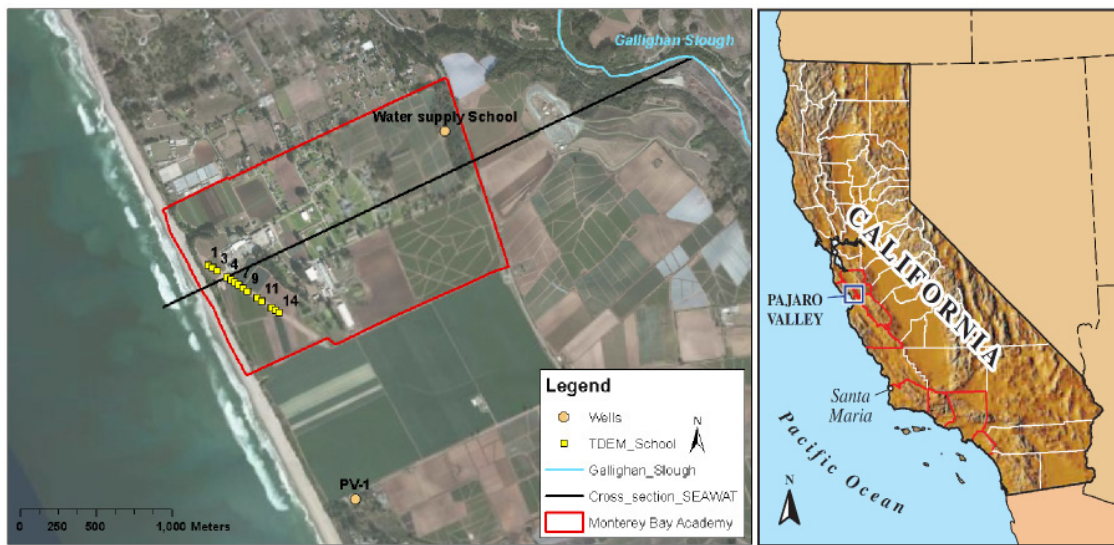 Gallighan Slough
Water supply School
1
3
4
7
9
11
14
PV-1
0 250 500 1,000 Meters
Legend
Wells
N
TDEM_School
Gallighan_Slough
Cross_section_SEAWAT
Monterey Bay Academy
CALIFORNIA
PAJARO
VALLEY
Santa
Maria
Pacific Ocean
N